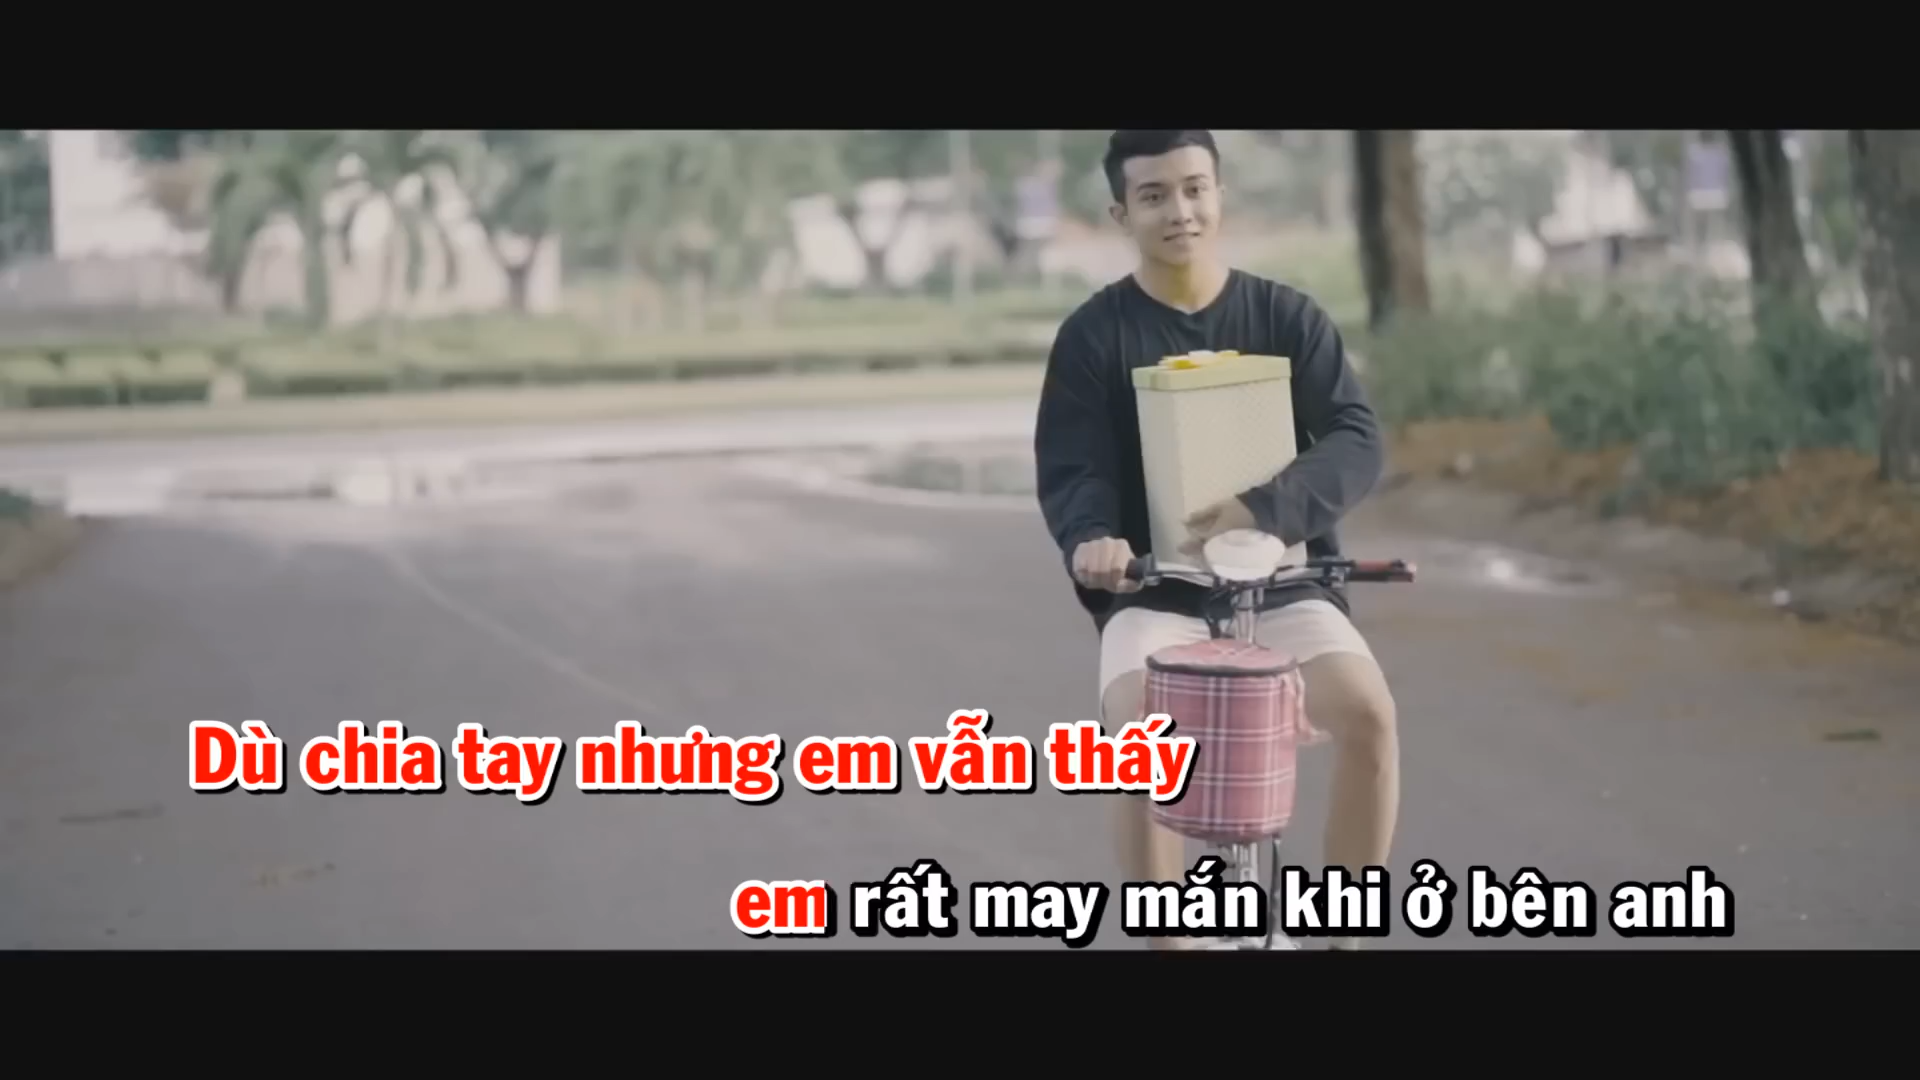 Dù chia tay nhưng em vẫn thấy
em rất may mắn khi ở bên anh